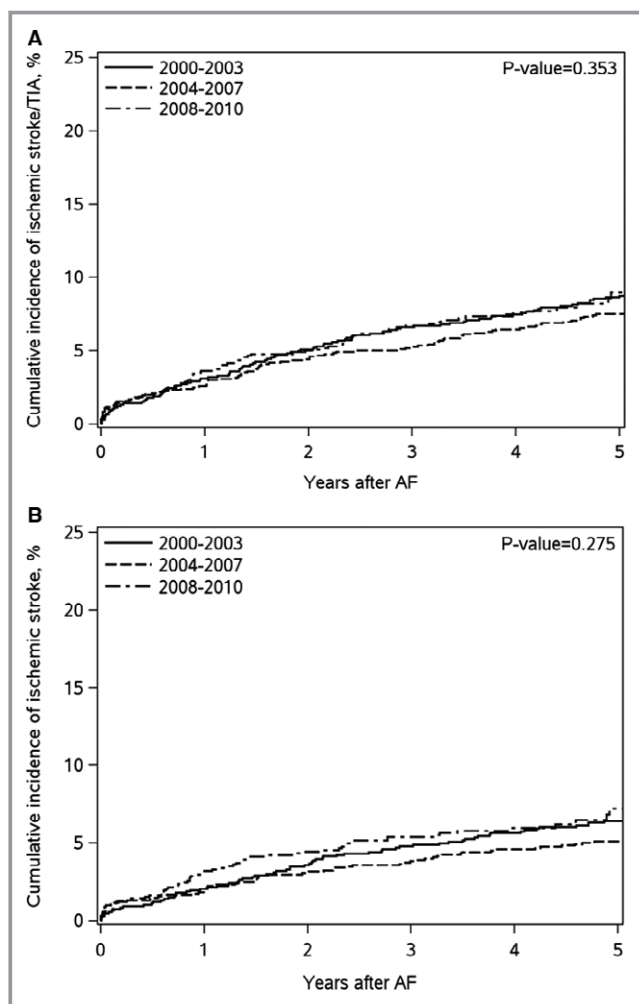 A
25
20
15
10
5
0
Cumulative incidence of ischemic stroke/TIA, %
2000-2003
2004-2007
2008-2010
P-value=0.353
0 1 2 3 4 5
Years after AF
B
25
20
15
10
5
0
Cumulative incidence of ischemic stroke, %
2000-2003
2004-2007
2008-2010
P-value=0.275
0 1 2 3 4 5
Years after AF